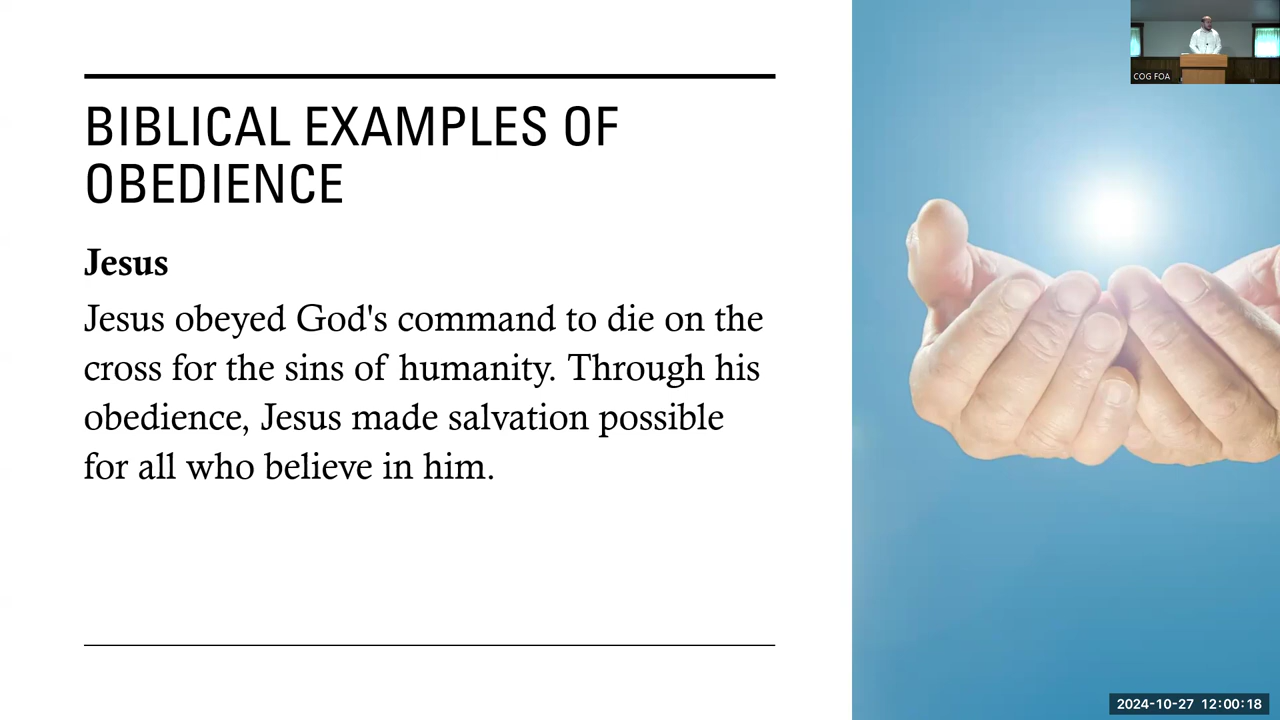 BIBLICAL EXAMPLES OF
OBEDIENCE
Jesus
Jesus obeyed God's command to die on the
cross for the sins of humanity. Through his
obedience, Jesus made salvation possible
for all who believe in him.
COG FOA
2024-10-27 12:00:18